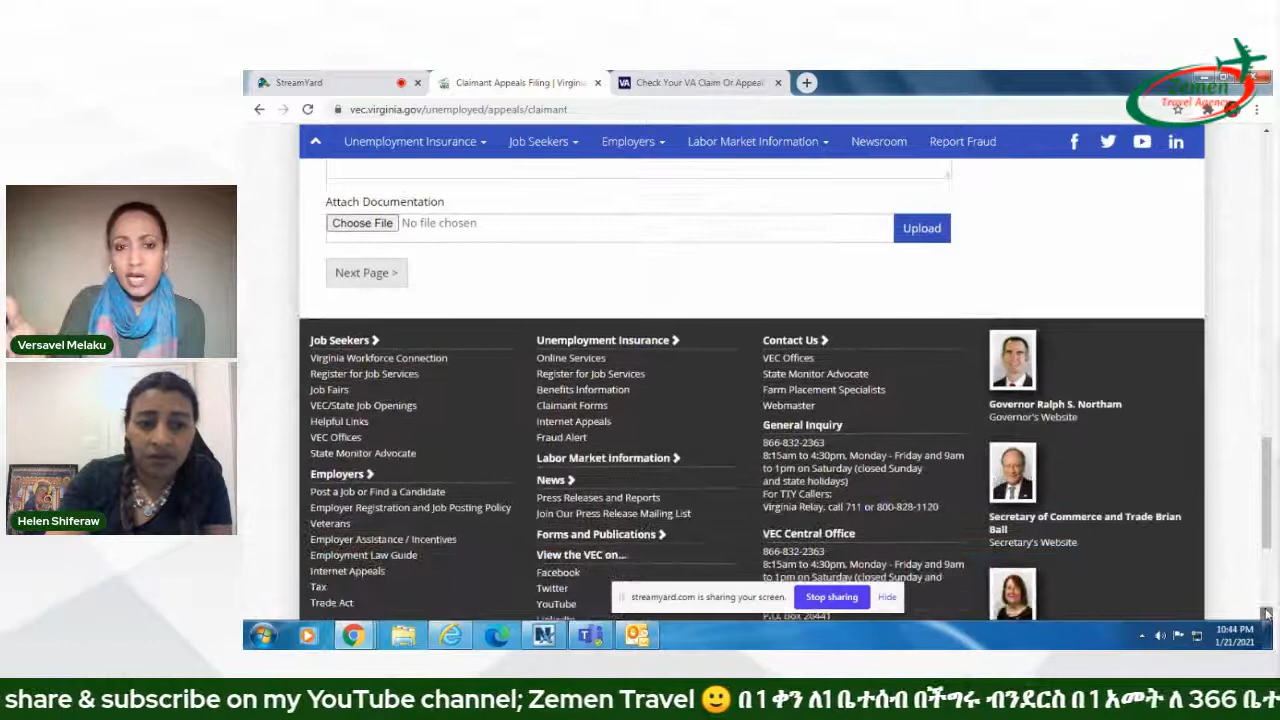 StreamYard
Claimant Appeals Filing | Virginia
Check Your VA Claim Or Appeal
vec.virginia.gov/unemployed/appeals/claimant
Zemen
Travel Agency
Unemployment Insurance
Job Seekers
Employers
Labor Market Information
Newsroom
Report Fraud
Attach Documentation
Choose File No file chosen
Upload
Next Page >
Versavel Melaku
Helen Shiferaw
Job Seekers
Virginia Workforce Connection
Register for Job Services
Job Fairs
VEC/State Job Openings
Helpful Links
VEC Offices
State Monitor Advocate
Employers
Post a Job or Find a Candidate
Employer Registration and Job Posting Policy
Veterans
Employer Assistance / Incentives
Employment Law Guide
Internet Appeals
Tax
Trade Act
Unemployment Insurance
Online Services
Register for Job Services
Benefits Information
Claimant Forms
Internet Appeals
Fraud Alert
Labor Market information
News
Press Releases and Reports
Join Our Press Release Mailing List
Forms and Publications
View the VEC on...
Facebook
Twitter
YouTube
LinkedIn
Contact Us
VEC Offices
State Monitor Advocate
Farm Placement Specialists
Webmaster
General Inquiry
866-832-2363
8:15am to 4:30pm, Monday - Friday and 9am
to 1pm on Saturday (closed Sunday
and state holidays)
For TTY Callers:
Virginia Relay, call 711 or 800-828-1120
VEC Central Office
866-832-2363
8:15am to 4:30pm, Monday - Friday and 9am
to 1pm on Saturday (closed Sunday and
P.O. Box 26441
Governor Ralph S. Northam
Governor's Website
Secretary of Commerce and Trade Brian
Ball
Secretary's Website
streamyard.com is sharing your screen.
Stop sharing
Hide
10:44 PM
1/21/2021
share & subscribe on my YouTube channel; Zemen Travel 🙂 በ 1 ቀን ለ1 ቤተሰብ በችግሩ ብንደርስ በ 1 አመት ለ 366 ቤተ